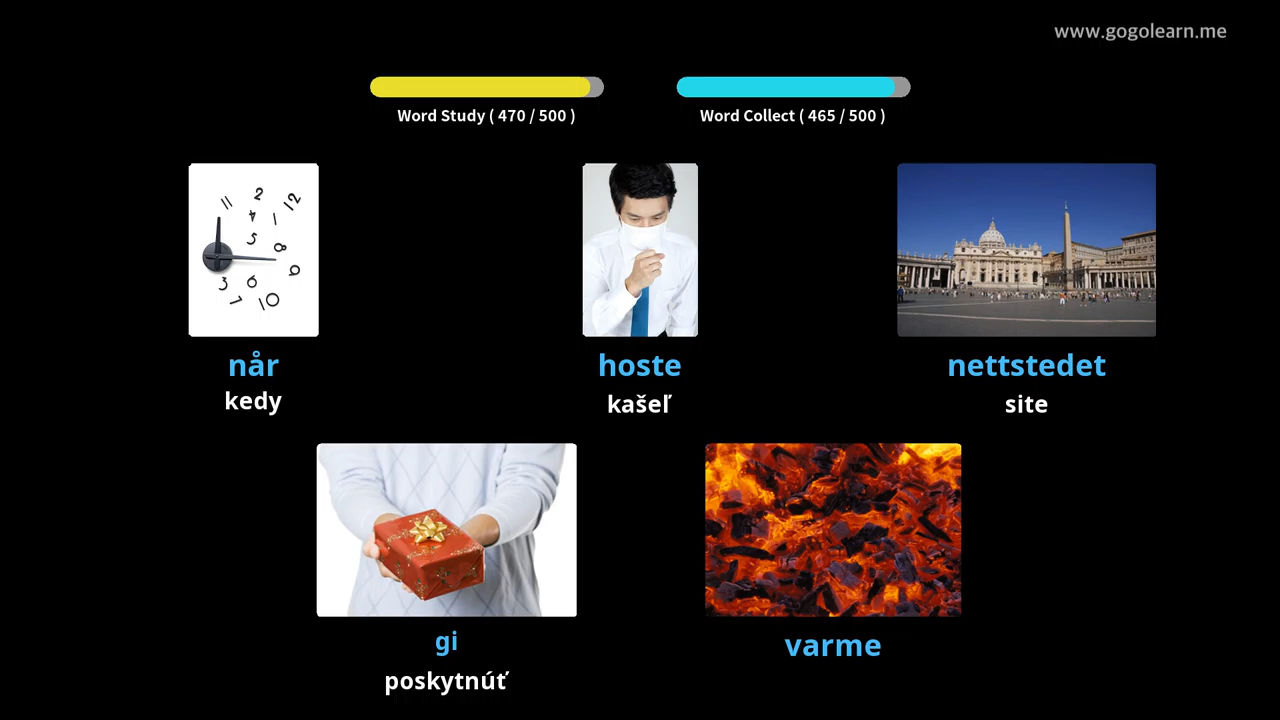 www.gogolearn.me
Word Study ( 470 / 500 )
Word Collect ( 465 / 500 )
når
kedy
hoste
kašeľ
nettstedet
site
gi
poskytnúť
varme